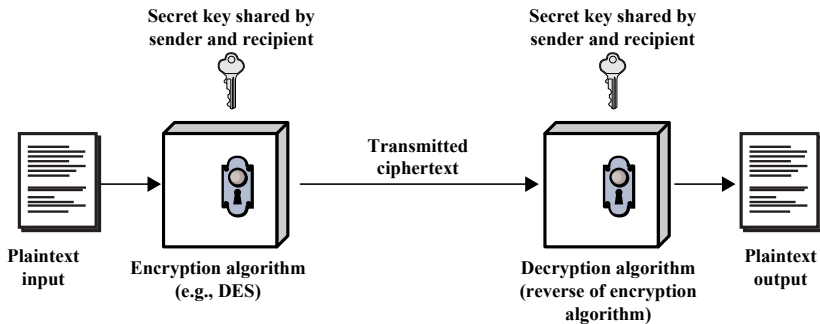 Secret key shared by
sender and recipient
Secret key shared by
sender and recipient
Transmitted
ciphertext
Plaintext
input
Encryption algorithm
(e.g., DES)
Decryption algorithm
(reverse of encryption
algorithm)
Plaintext
output